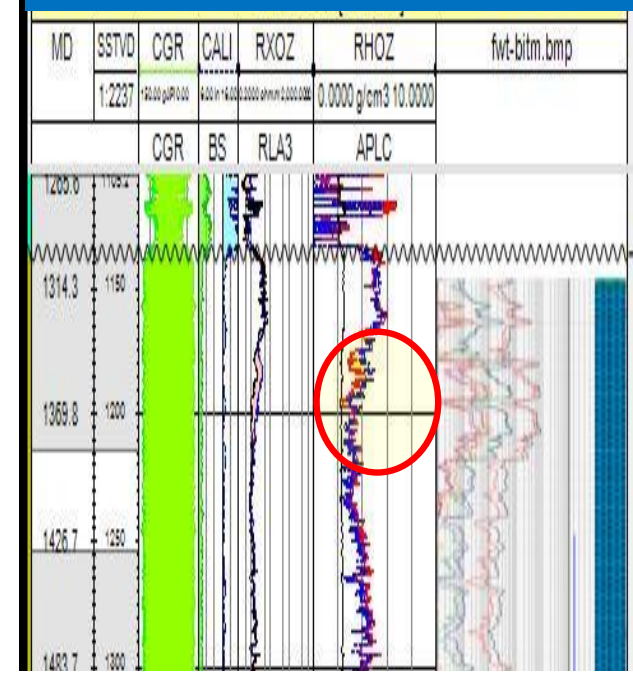 MD SSTVD CGR CALI RXOZ RHOZ fwt-bitm.bmp
1:2237 0.0000 g/cm3 10.0000
CGR BS RLA3 APLC
1314.3 1150
1369.8 1200
1426.7 1250
1483.7 1300